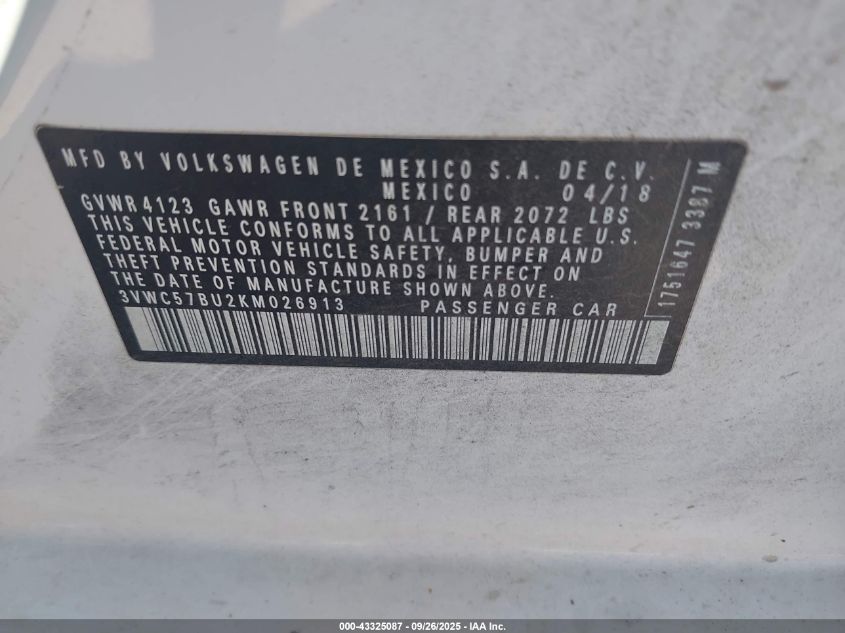 MFD BY VOLKSWAGEN DE MEXICO S.A. DE C.V.
MEXICO 04/18
GVWR 4123 GAWR FRONT 2161 / REAR 2072 LBS
THIS VEHICLE CONFORMS TO ALL APPLICABLE U.S.
FEDERAL MOTOR VEHICLE SAFETY, BUMPER AND
THEFT PREVENTION STANDARDS IN EFFECT ON
THE DATE OF MANUFACTURE SHOWN ABOVE.
3VWC57BU2KM026913 PASSENGER CAR
1751647 3387 M
000-43325087 - 09/26/2025 - IAA Inc.